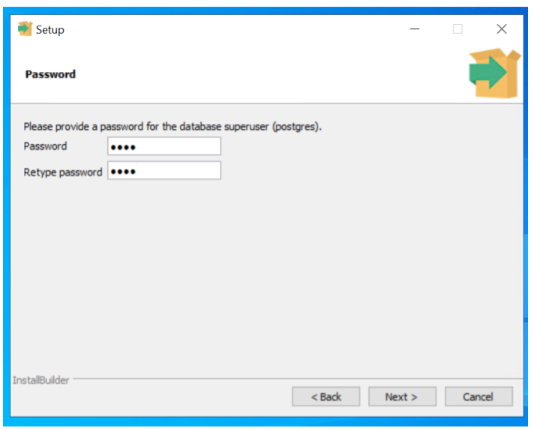 Setup
Password
Please provide a password for the database superuser (postgres).
Password ••••
Retype password ••••
InstallBuilder
< Back Next > Cancel